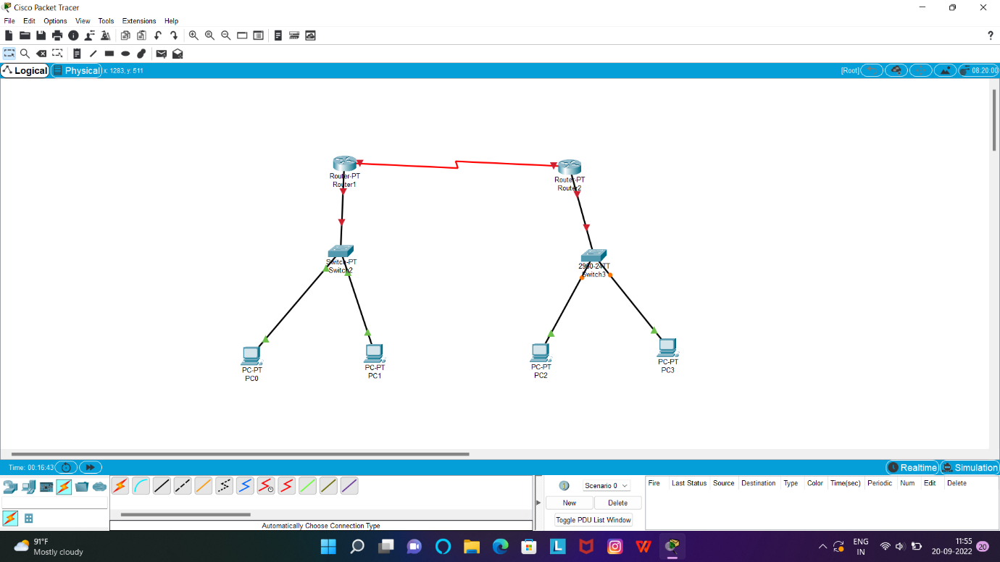 Cisco Packet Tracer
File Edit Options View Tools Extensions Help
?
Logical Physical x: 1283, y: 511 [Root] 08:20:00
Router-PT
Router1
Router-PT
Router2
Switch-PT
Switch2
2960-24TT
Switch3
PC-PT
PC0
PC-PT
PC1
PC-PT
PC2
PC-PT
PC3
Time: 00:16:43 Realtime Simulation
Scenario 0
New Delete
Toggle PDU List Window
Fire Last Status Source Destination Type Color Time(sec) Periodic Num Edit Delete
Automatically Choose Connection Type
91°F
Mostly cloudy
ENG
IN
11:55
20-09-2022
20